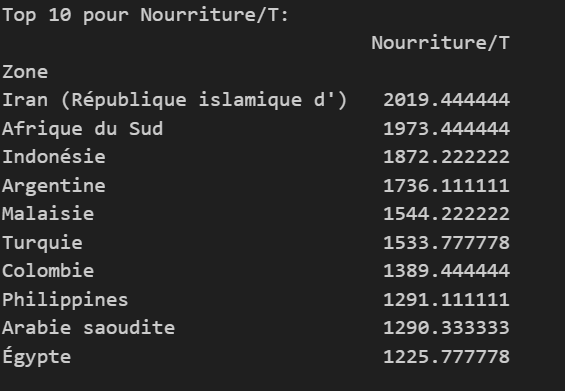 Top 10 pour Nourriture/T:
Nourriture/T
Zone
Iran (République islamique d') 2019.444444
Afrique du Sud 1973.444444
Indonésie 1872.222222
Argentine 1736.111111
Malaisie 1544.222222
Turquie 1533.777778
Colombie 1389.444444
Philippines 1291.111111
Arabie saoudite 1290.333333
Égypte 1225.777778